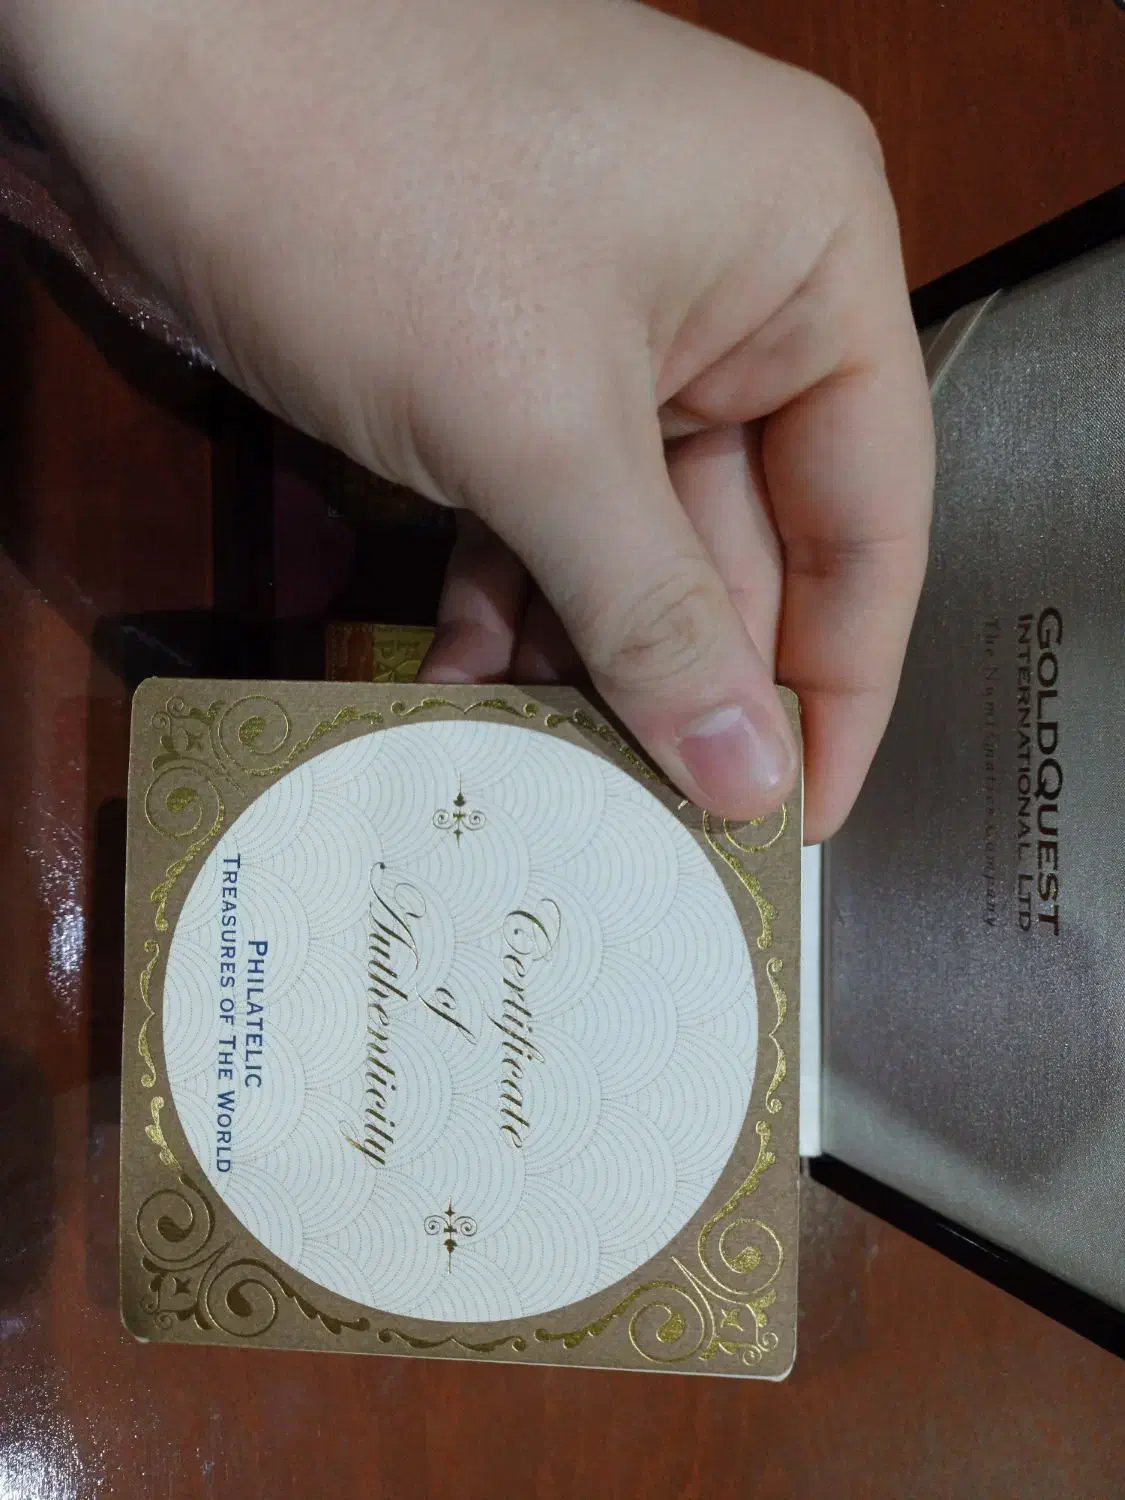 GOLDQUEST
INTERNATIONAL LTD
The Numismatic Company
Certificate
of
Authenticity
PHILATELIC
TREASURES OF THE WORLD